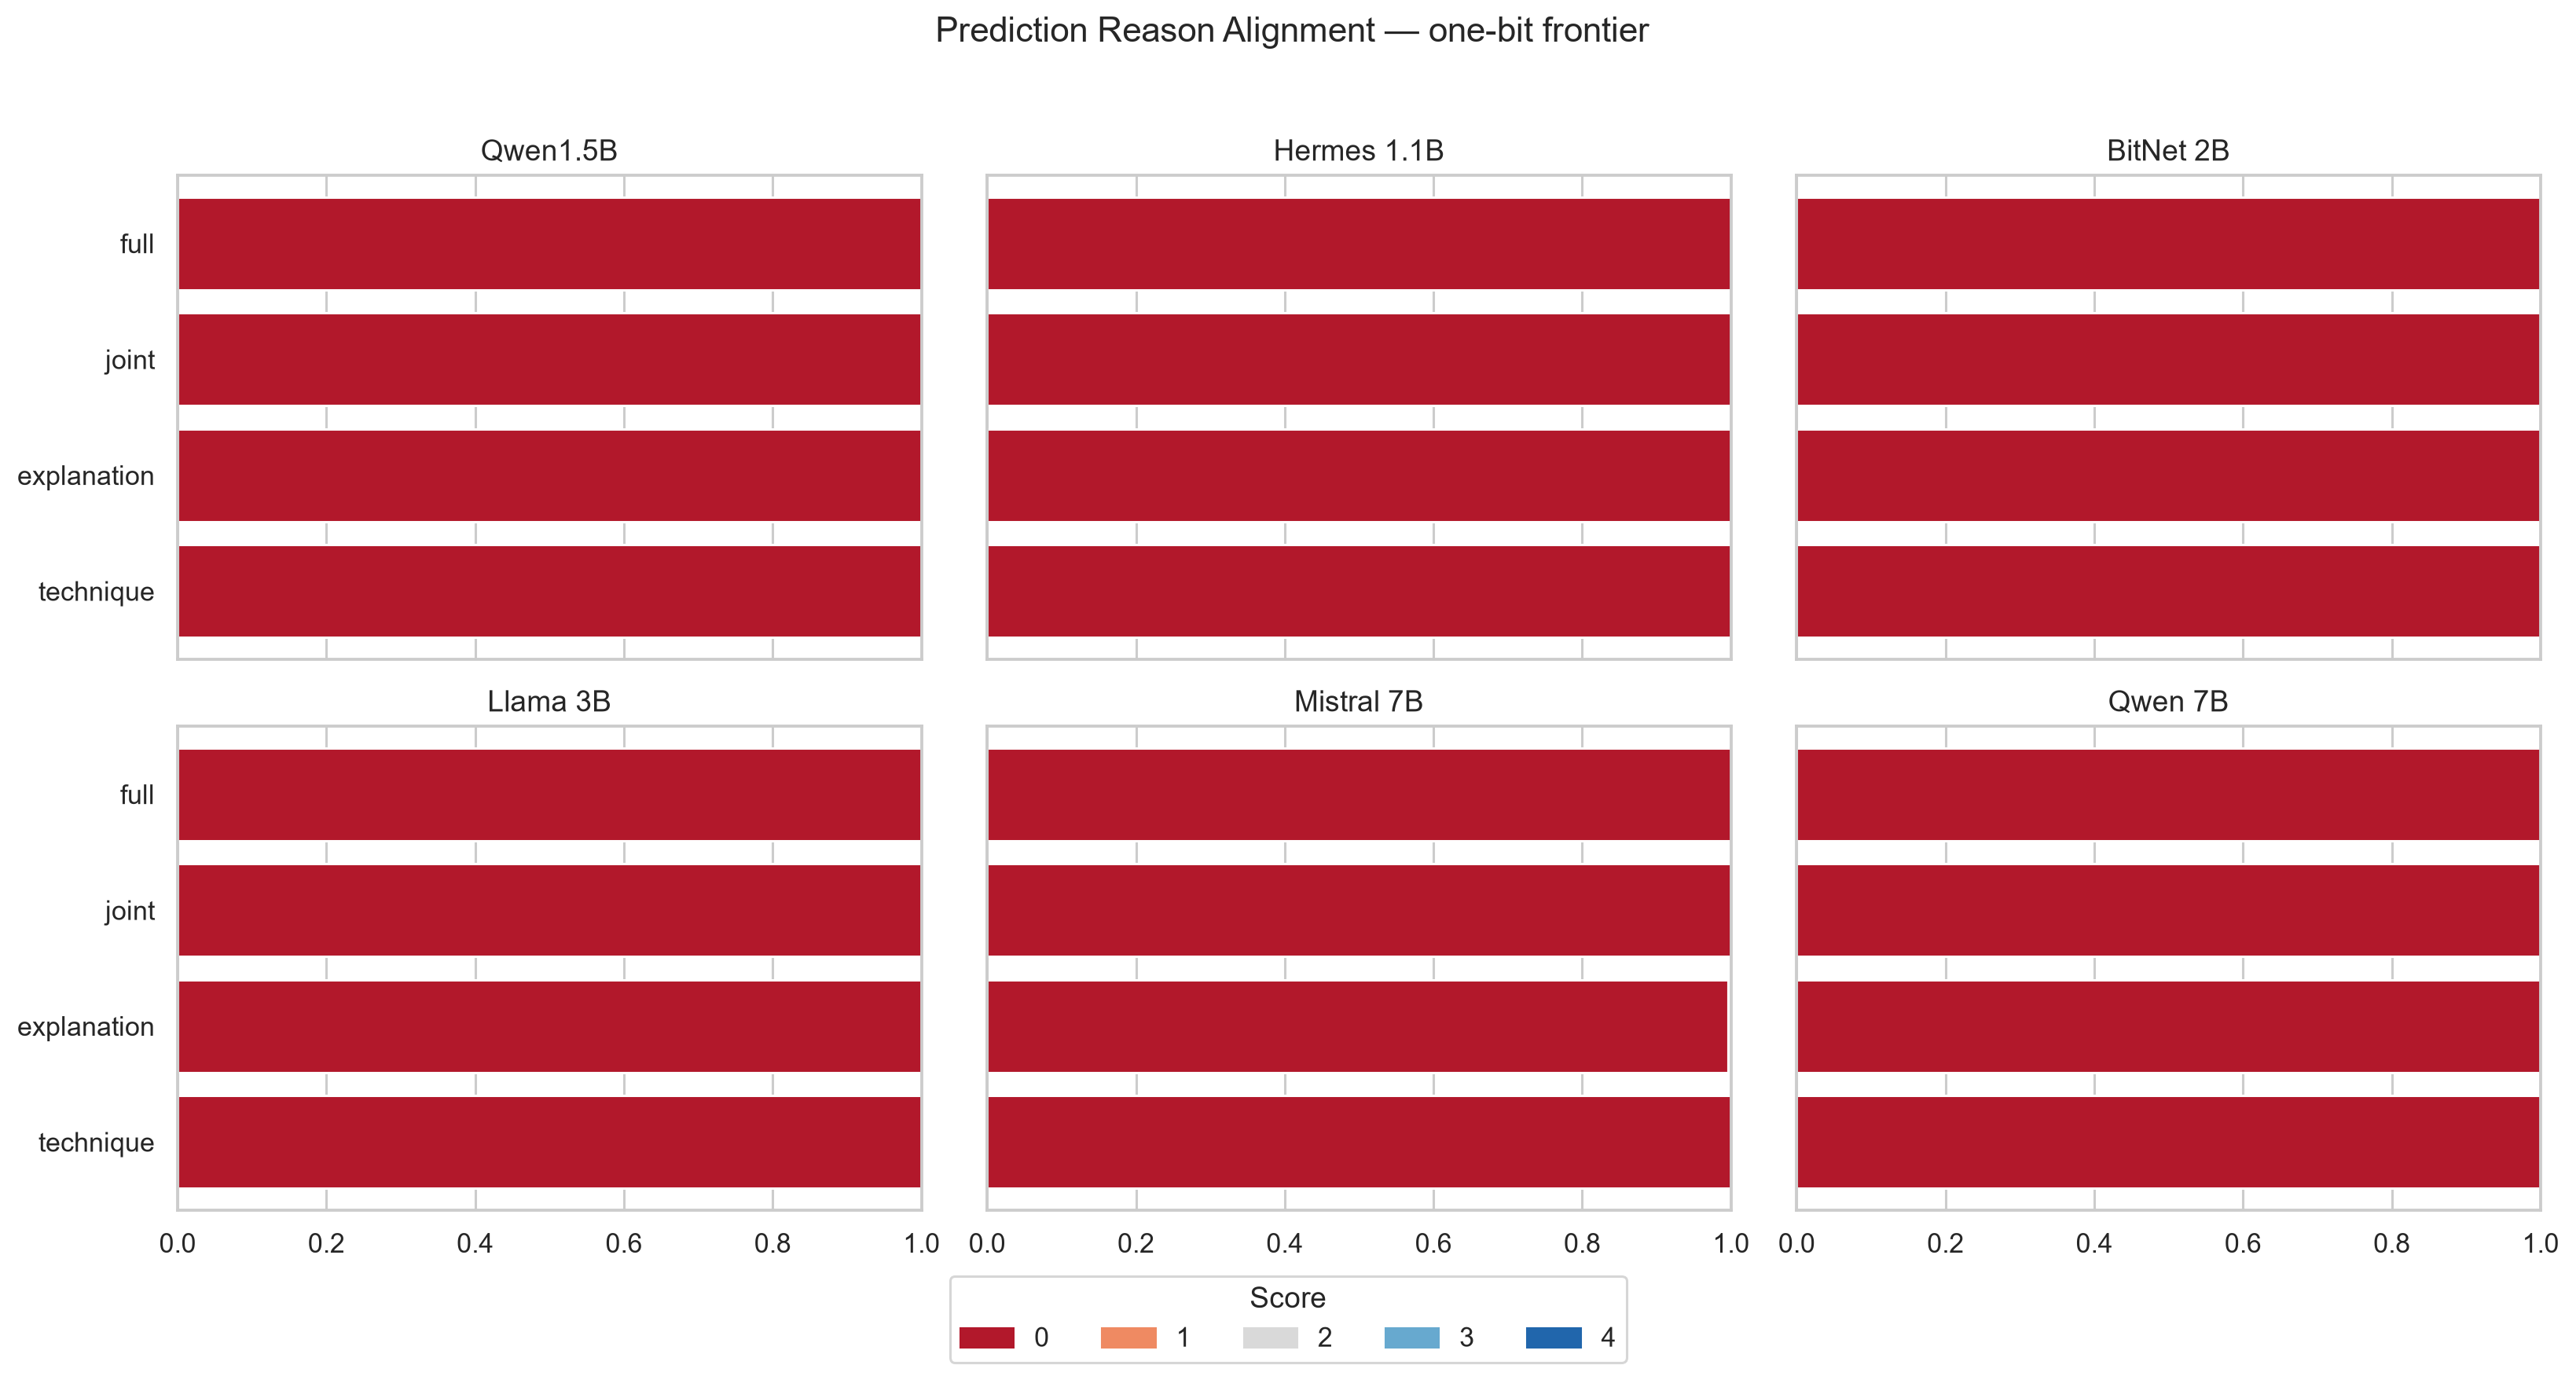 Prediction Reason Alignment — one-bit frontier
Qwen1.5B
Hermes 1.1B
BitNet 2B
full
joint
explanation
technique
Llama 3B
Mistral 7B
Qwen 7B
full
joint
explanation
technique
0.0 0.2 0.4 0.6 0.8 1.0
0.0 0.2 0.4 0.6 0.8 1.0
0.0 0.2 0.4 0.6 0.8 1.0
Score
0 1 2 3 4